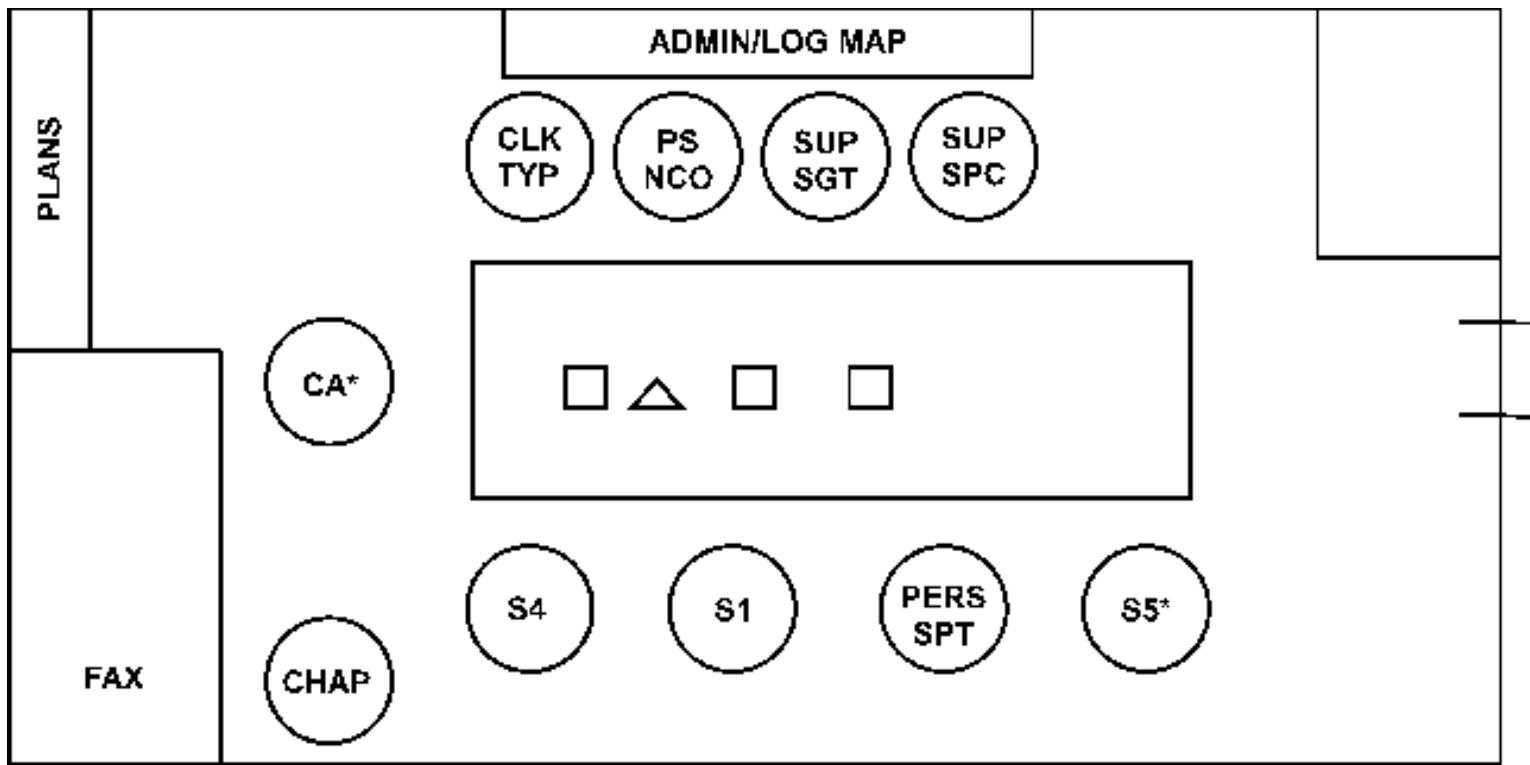 ADMIN/LOG MAP
PLANS
CLK
TYP
PS
NCO
SUP
SGT
SUP
SPC
CA*
S4
S1
PERS
SPT
S5*
FAX
CHAP